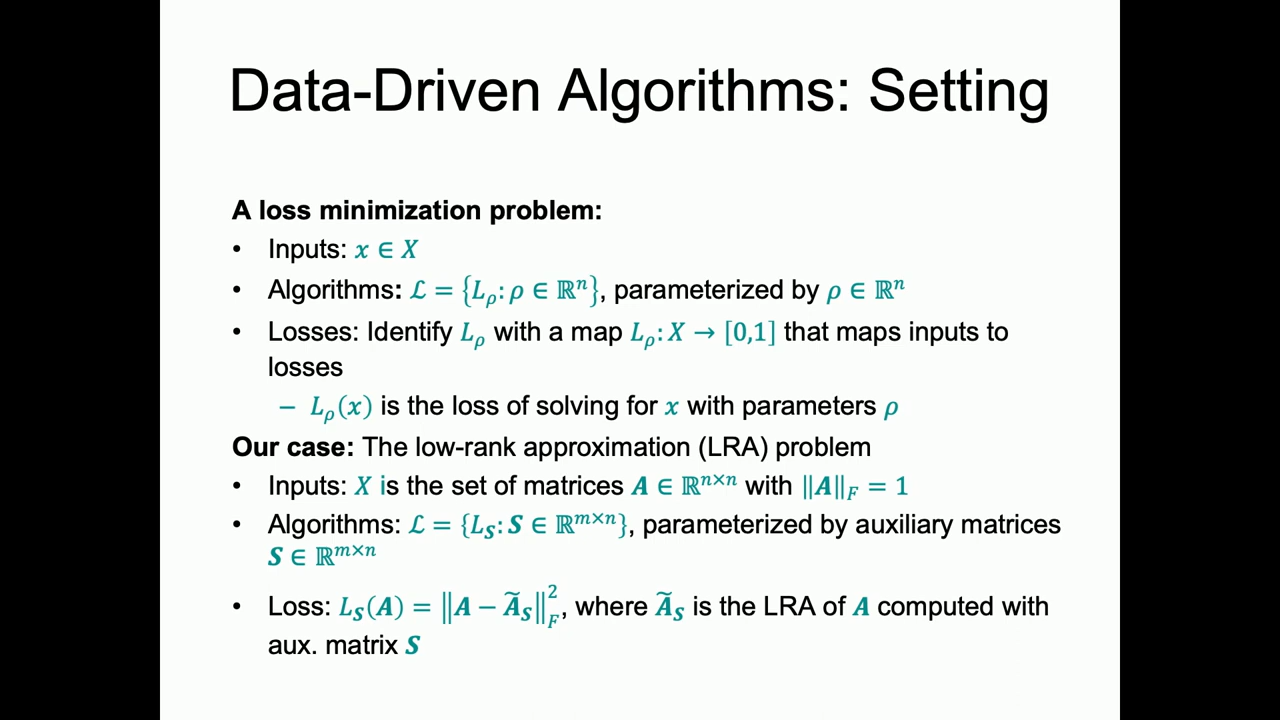 Data-Driven Algorithms: Setting
A loss minimization problem:
• Inputs: x ∈ X
• Algorithms: ℒ = {L_ρ: ρ ∈ ℝⁿ}, parameterized by ρ ∈ ℝⁿ
• Losses: Identify L_ρ with a map L_ρ: X → [0,1] that maps inputs to
losses
– L_ρ(x) is the loss of solving for x with parameters ρ
Our case: The low-rank approximation (LRA) problem
• Inputs: X is the set of matrices A ∈ ℝ^{n×n} with ‖A‖_F = 1
• Algorithms: ℒ = {L_S: S ∈ ℝ^{m×n}}, parameterized by auxiliary matrices
S ∈ ℝ^{m×n}
• Loss: L_S(A) = ‖A − Ã_S‖_F^2, where Ã_S is the LRA of A computed with
aux. matrix S